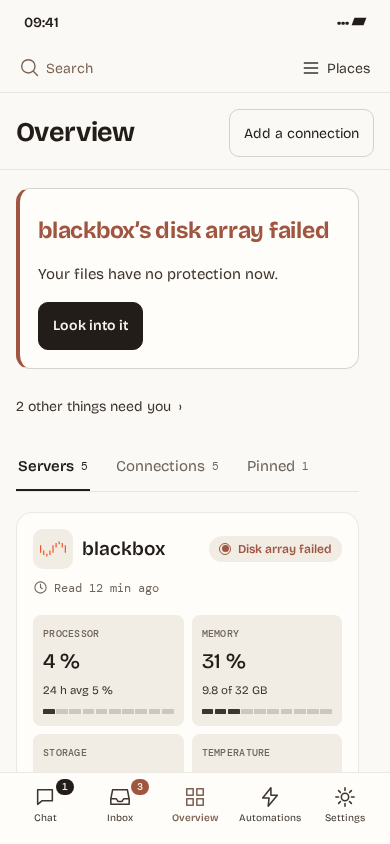 09:41
Search
Places
Overview
Add a connection
blackbox's disk array failed
Your files have no protection now.
Look into it
2 other things need you ›
Servers 5
Connections 5
Pinned 1
blackbox
Disk array failed
Read 12 min ago
PROCESSOR
4 %
24 h avg 5 %
MEMORY
31 %
9.8 of 32 GB
STORAGE
TEMPERATURE
1
Chat
3
Inbox
Overview
Automations
Settings